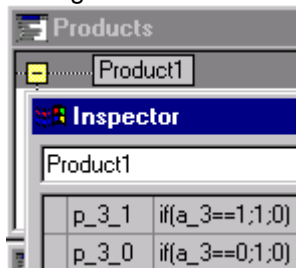 Products
Product1
Inspector
Product1
p_3_1 if(a_3==1;1;0)
p_3_0 if(a_3==0;1;0)